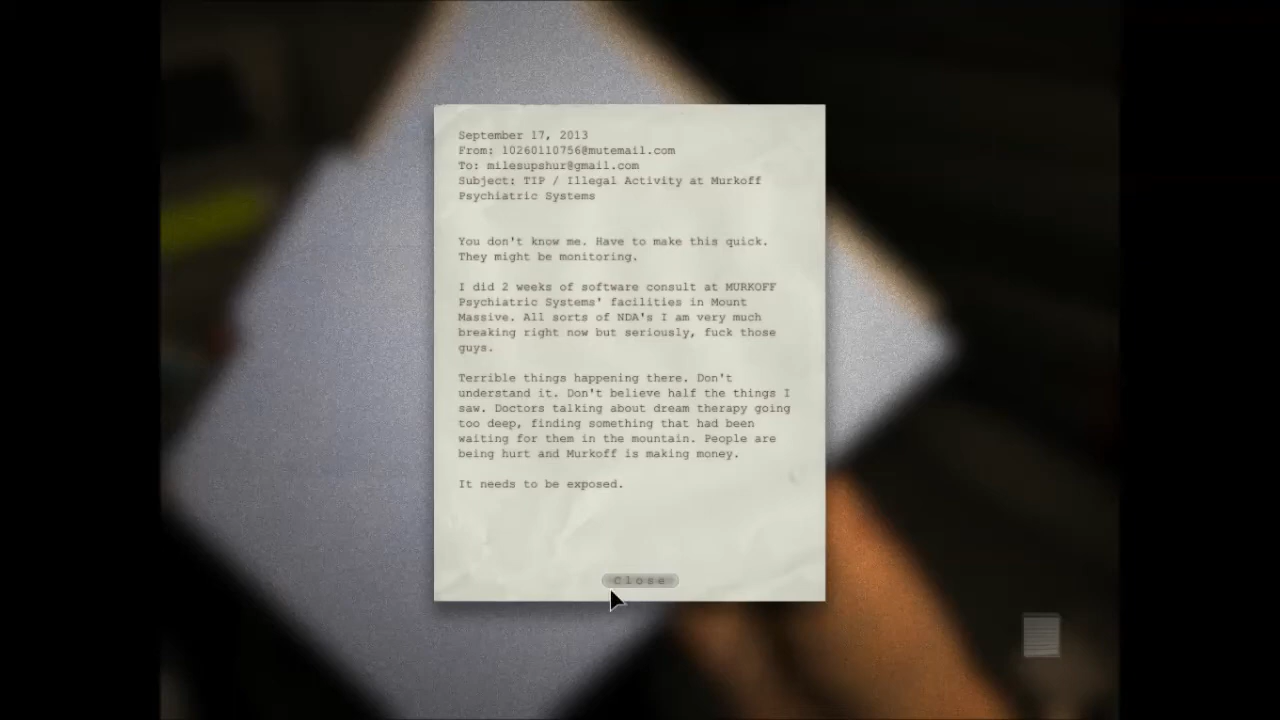 September 17, 2013
From: 10260110756@mutemail.com
To: milesupshur@gmail.com
Subject: TIP / Illegal Activity at Murkoff
Psychiatric Systems
You don't know me. Have to make this quick.
They might be monitoring.
I did 2 weeks of software consult at MURKOFF
Psychiatric Systems' facilities in Mount
Massive. All sorts of NDA's I am very much
breaking right now but seriously, fuck those
guys.
Terrible things happening there. Don't
understand it. Don't believe half the things I
saw. Doctors talking about dream therapy going
too deep, finding something that had been
waiting for them in the mountain. People are
being hurt and Murkoff is making money.
It needs to be exposed.
Close